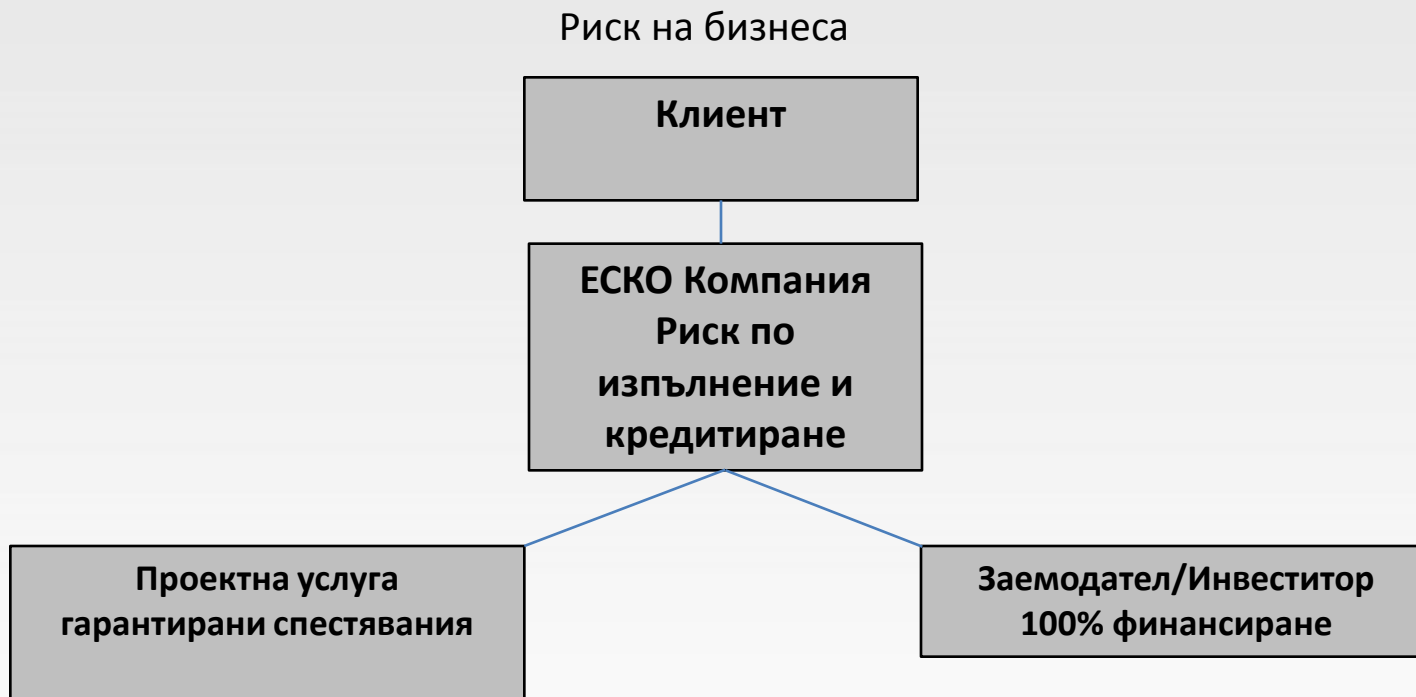 Риск на бизнеса
Клиент
ЕСКО Компания
Риск по
изпълнение и
кредитиране
Проектна услуга
гарантирани спестявания
Заемодател/Инвеститор
100% финансиране